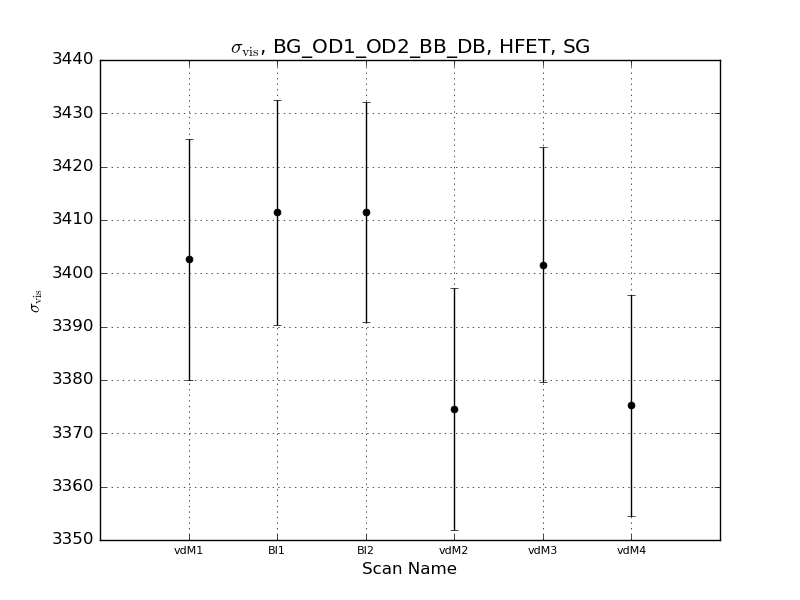 σvis, BG_OD1_OD2_BB_DB, HFET, SG
3440
3430
3420
3410
3400
3390
3380
3370
3360
3350
σvis
vdM1 BI1 BI2 vdM2 vdM3 vdM4
Scan Name